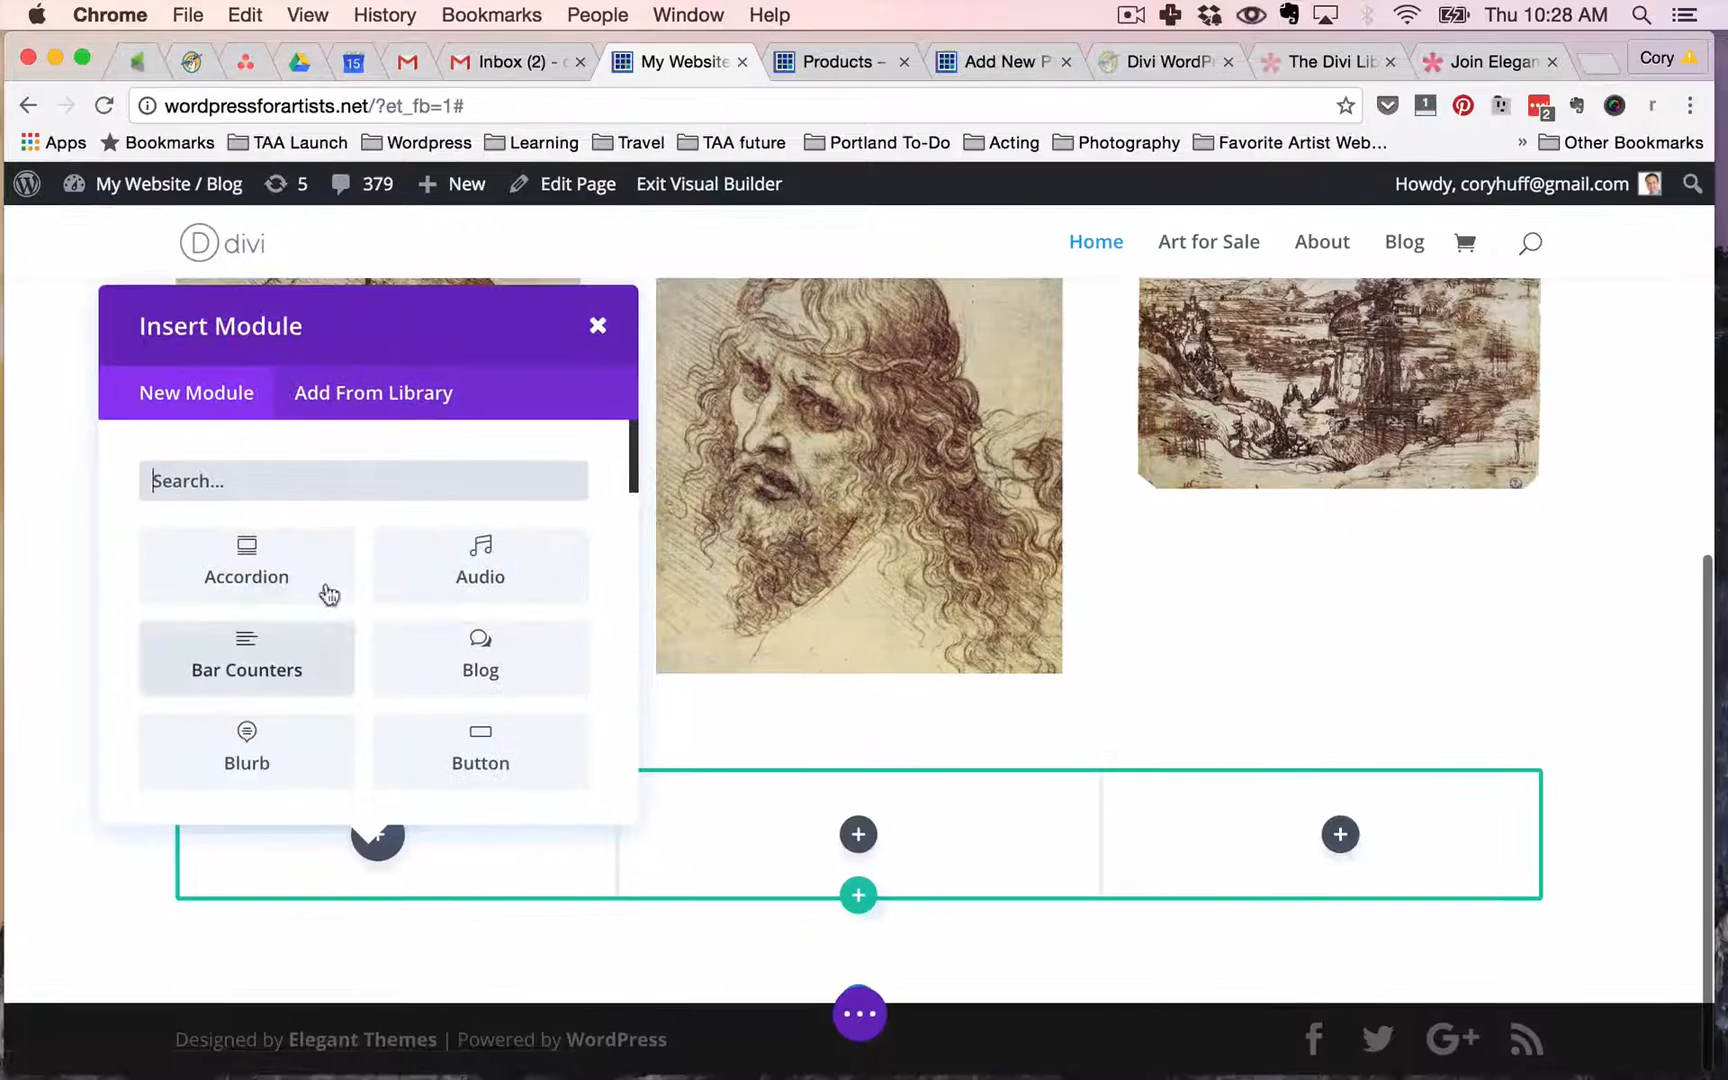 Chrome File Edit View History Bookmarks People Window Help Thu 10:28 AM
15 Inbox (2) - My Website Products – Add New P Divi WordP The Divi Lib Join Elegan Cory
wordpressforartists.net/?et_fb=1# 1 2 r
Apps Bookmarks TAA Launch Wordpress Learning Travel TAA future Portland To-Do Acting Photography Favorite Artist Web... » Other Bookmarks
My Website / Blog 5 379 New Edit Page Exit Visual Builder Howdy, coryhuff@gmail.com
D divi Home Art for Sale About Blog
Insert Module
New Module Add From Library
Search...
Accordion Audio
Bar Counters Blog
Blurb Button
Designed by Elegant Themes | Powered by WordPress